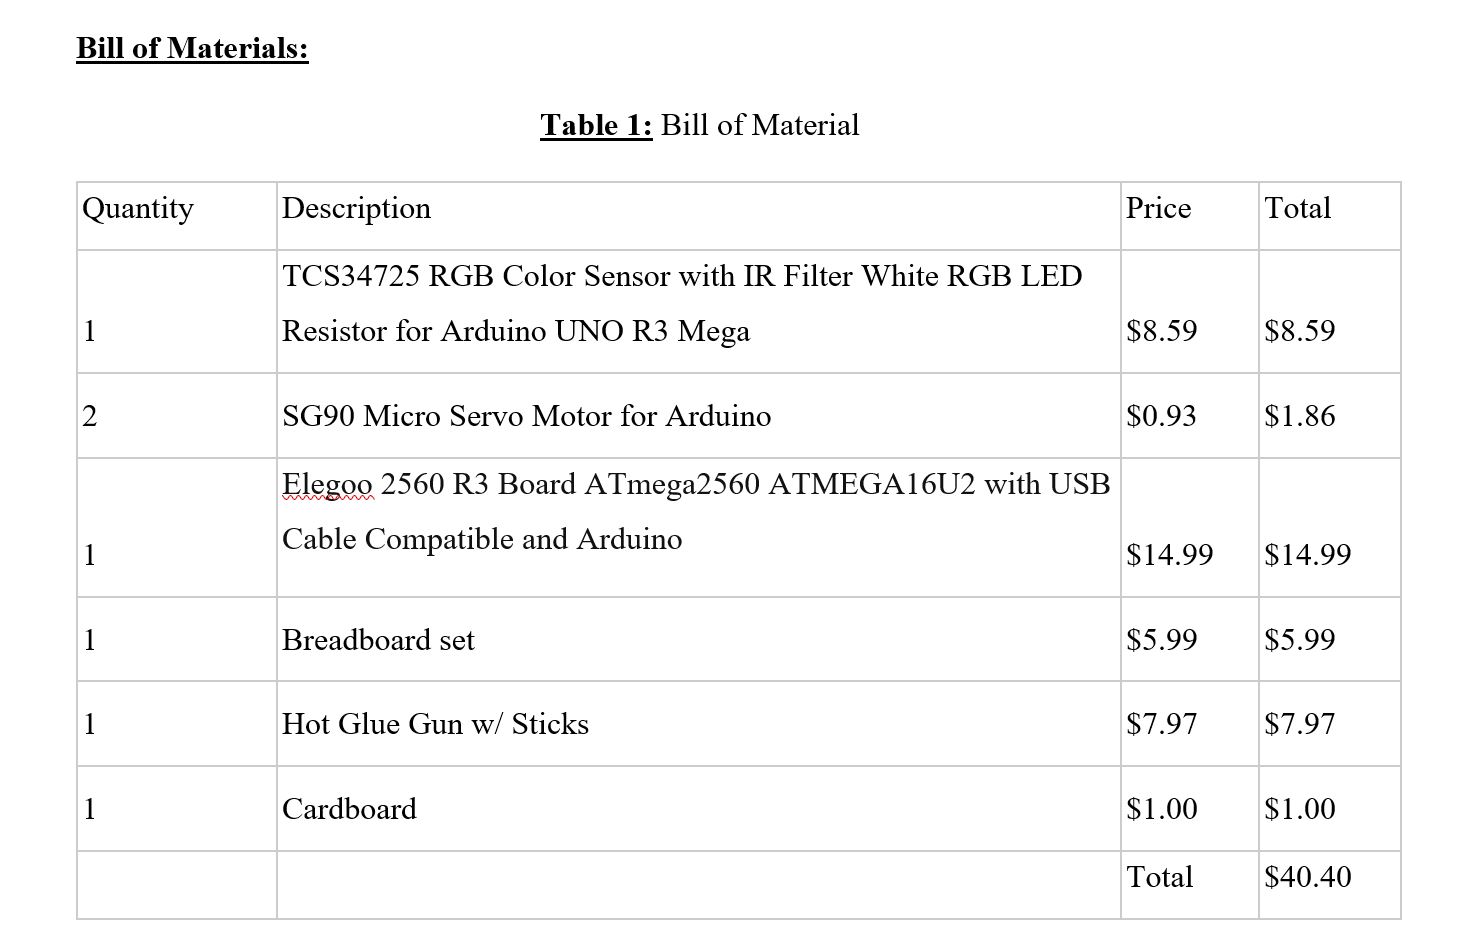 Bill of Materials:
Table 1: Bill of Material
Quantity Description Price Total
TCS34725 RGB Color Sensor with IR Filter White RGB LED
1 Resistor for Arduino UNO R3 Mega $8.59 $8.59
2 SG90 Micro Servo Motor for Arduino $0.93 $1.86
Elegoo 2560 R3 Board ATmega2560 ATMEGA16U2 with USB
Cable Compatible and Arduino
1 $14.99 $14.99
1 Breadboard set $5.99 $5.99
1 Hot Glue Gun w/ Sticks $7.97 $7.97
1 Cardboard $1.00 $1.00
Total $40.40